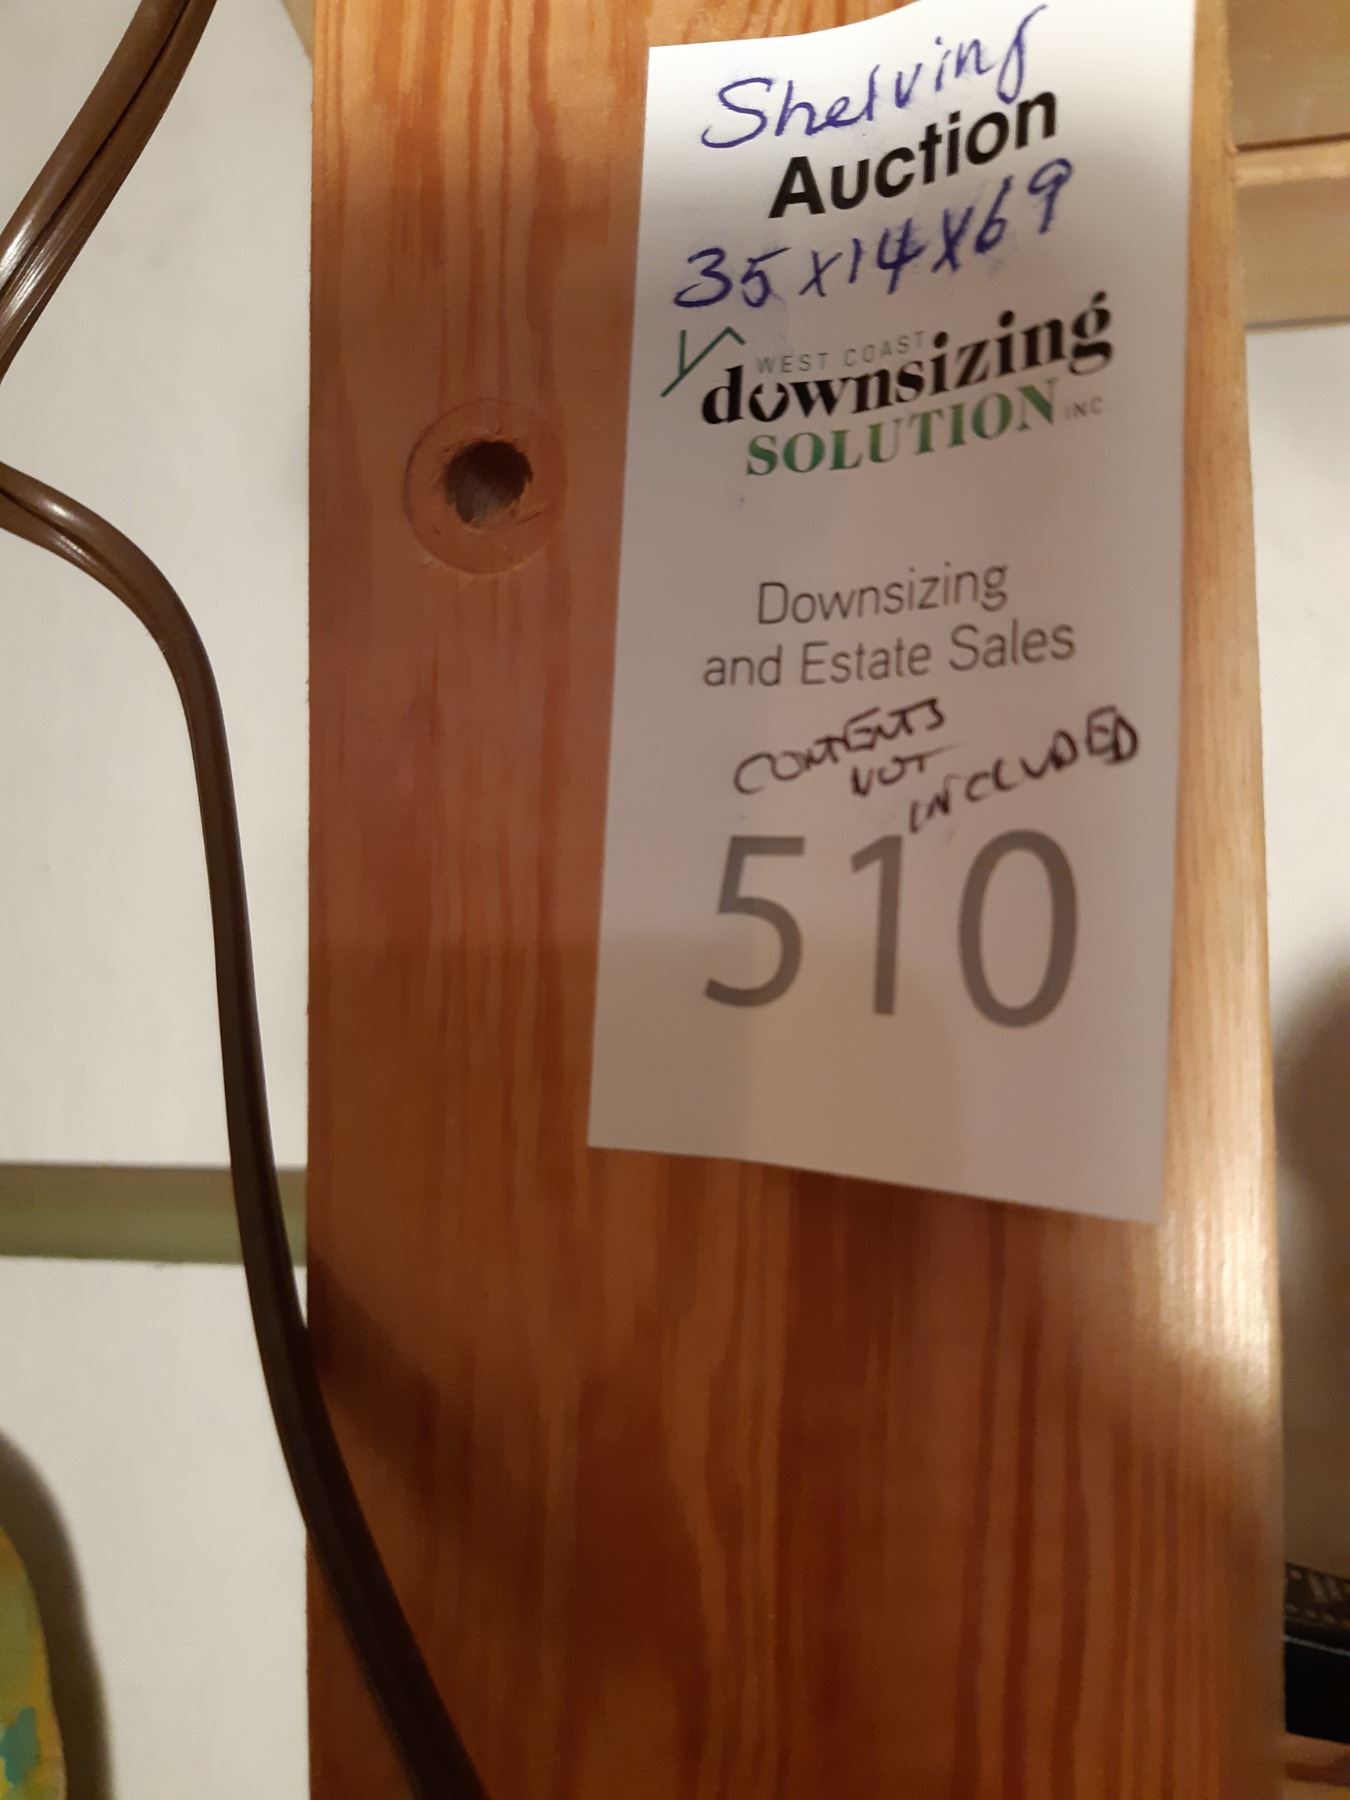 Shelving
Auction
35x14x69
WEST COAST
downsizing
SOLUTION INC
Downsizing
and Estate Sales
CONTENTS
NOT
INCLUDED
510